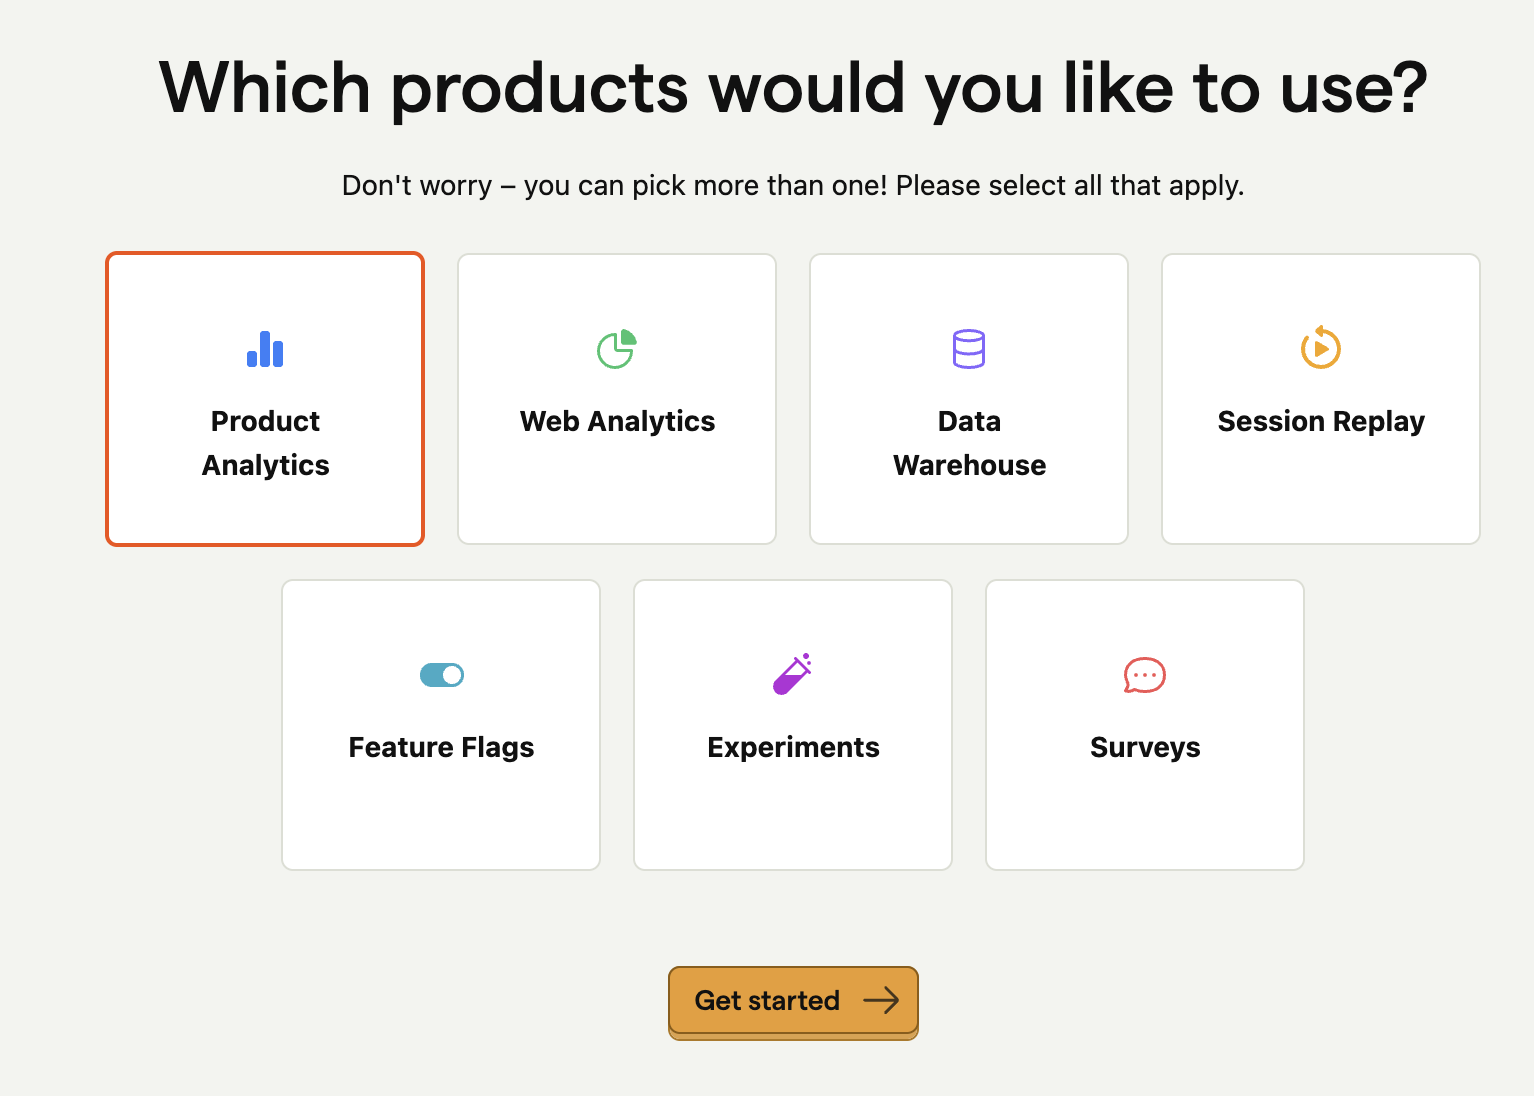 Which products would you like to use?
Don't worry – you can pick more than one! Please select all that apply.
Product
Analytics
Web Analytics
Data
Warehouse
Session Replay
Feature Flags
Experiments
Surveys
Get started